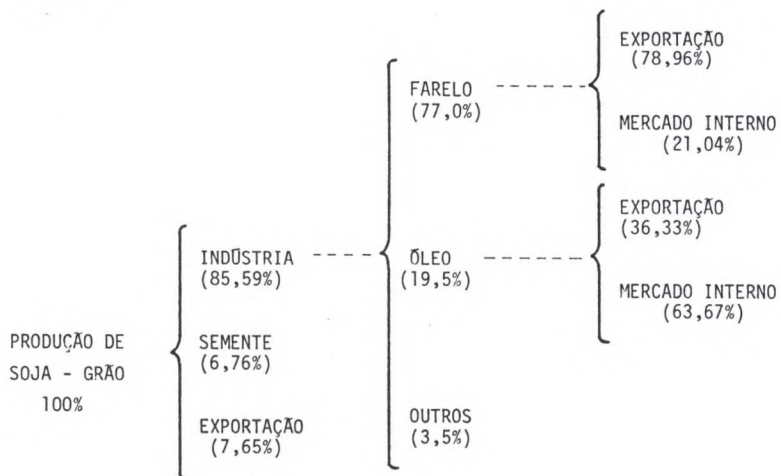 PRODUÇÃO DE
SOJA - GRÃO
100%
INDÚSTRIA
(85,59%)
SEMENTE
(6,76%)
EXPORTAÇÃO
(7,65%)
FARELO
(77,0%)
ÓLEO
(19,5%)
OUTROS
(3,5%)
EXPORTAÇÃO
(78,96%)
MERCADO INTERNO
(21,04%)
EXPORTAÇÃO
(36,33%)
MERCADO INTERNO
(63,67%)